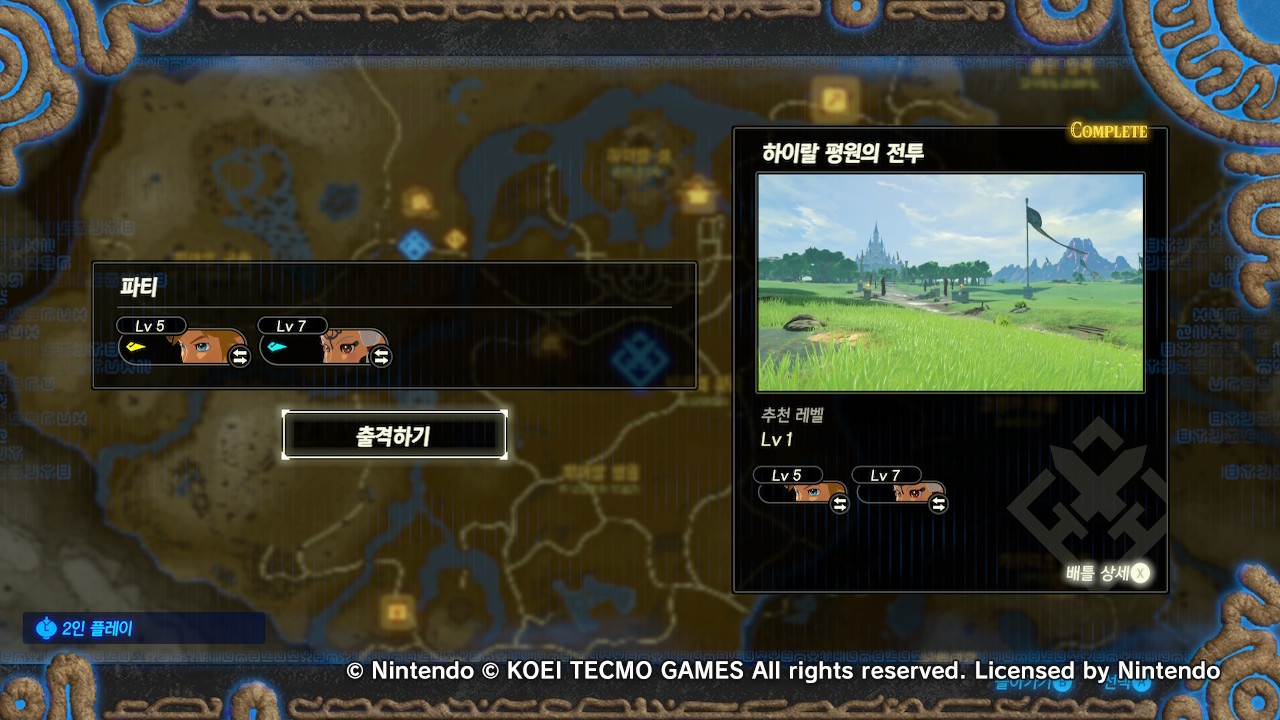 COMPLETE
하이랄 평원의 전투
파티
Lv 5
Lv 7
출격하기
추천 레벨
Lv 1
Lv 5
Lv 7
배틀 상세 X
L 2인 플레이
© Nintendo © KOEI TECMO GAMES All rights reserved. Licensed by Nintendo